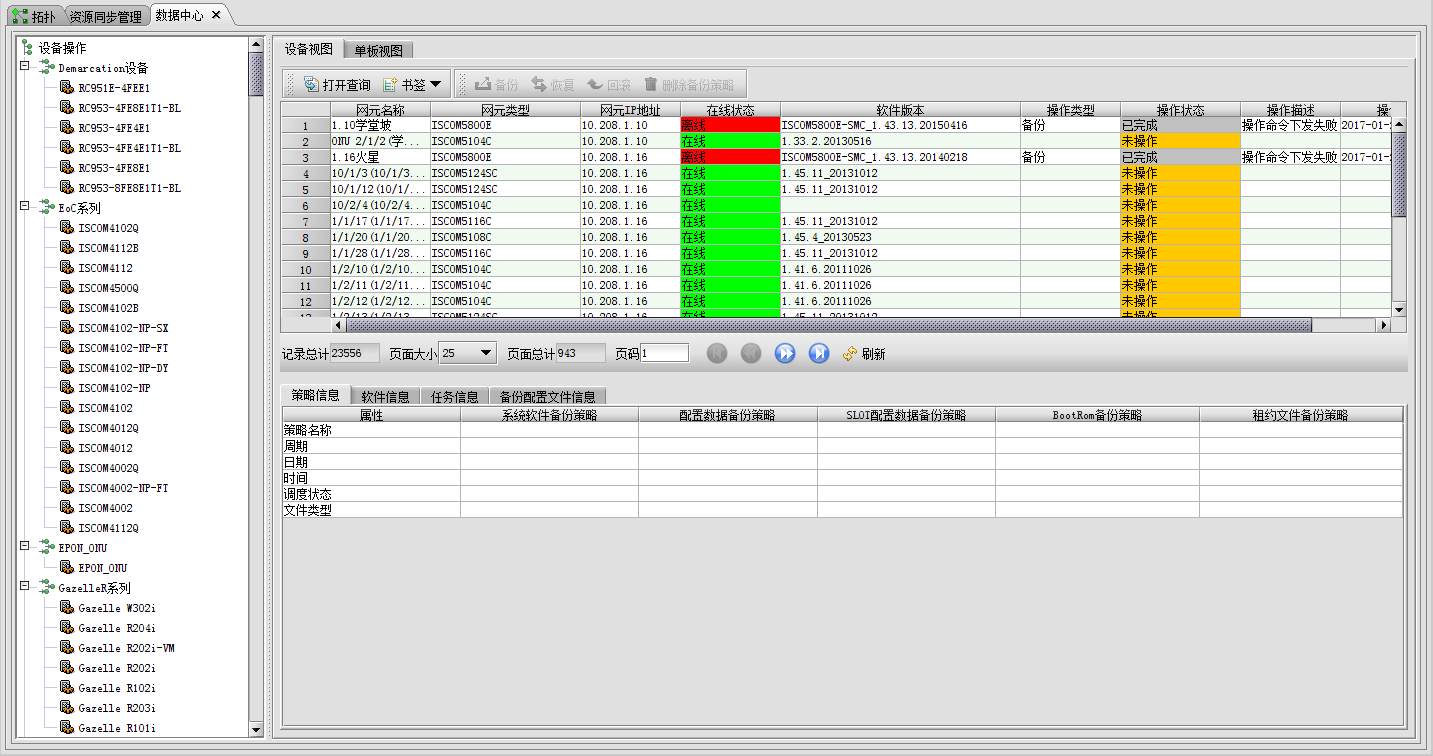 拓扑 资源同步管理 数据中心
设备操作
Demarcation设备
RC951E-4FEE1
RC953-4FE8E1T1-BL
RC953-4FE4E1
RC953-4FE4E1T1-BL
RC953-4FE8E1
RC953-8FE8E1T1-BL
EoC系列
ISCOM4102Q
ISCOM4112B
ISCOM4112
ISCOM4500Q
ISCOM4102B
ISCOM4102-NP-SX
ISCOM4102-NP-FT
ISCOM4102-NP-DY
ISCOM4102-NP
ISCOM4102
ISCOM4012Q
ISCOM4012
ISCOM4002Q
ISCOM4002-NP-FT
ISCOM4002
ISCOM4112Q
EPON_ONU
EPON_ONU
GazelleR系列
Gazelle W302i
Gazelle R204i
Gazelle R202i-VM
Gazelle R202i
Gazelle R102i
Gazelle R203i
Gazelle R101i
设备视图 单板视图
打开查询 书签 备份 恢复 回滚 删除备份策略
网元名称 网元类型 网元IP地址 在线状态 软件版本 操作类型 操作状态 操作描述
1 1.10学堂坡 ISCOM5800E 10.208.1.10 离线 ISCOM5800E-SMC_1.43.13.20150416 备份 已完成 操作命令下发失败 2017-01-
2 ONU 2/1/2(学... ISCOM5104C 10.208.1.10 在线 1.33.2.20130516 未操作
3 1.16火星 ISCOM5800E 10.208.1.16 离线 ISCOM5800E-SMC_1.43.13.20140218 备份 已完成 操作命令下发失败 2017-01-
4 10/1/3(10/1/3... ISCOM5124SC 10.208.1.16 在线 1.45.11_20131012 未操作
5 10/1/12(10/1/... ISCOM5124SC 10.208.1.16 在线 1.45.11_20131012 未操作
6 10/2/4(10/2/4... ISCOM5104C 10.208.1.16 在线 未操作
7 1/1/17(1/1/17... ISCOM5116C 10.208.1.16 在线 1.45.11_20131012 未操作
8 1/1/20(1/1/20... ISCOM5108C 10.208.1.16 在线 1.45.4_20130523 未操作
9 1/1/28(1/1/28... ISCOM5116C 10.208.1.16 在线 1.45.11_20131012 未操作
10 1/2/10(1/2/10... ISCOM5104C 10.208.1.16 在线 1.41.6.20111026 未操作
11 1/2/11(1/2/11... ISCOM5104C 10.208.1.16 在线 1.41.6.20111026 未操作
12 1/2/12(1/2/12... ISCOM5104C 10.208.1.16 在线 1.41.6.20111026 未操作
记录总计 23556 页面大小 25 页面总计 943 页码 1 刷新
策略信息 软件信息 任务信息 备份配置文件信息
属性 系统软件备份策略 配置数据备份策略 SLOT配置数据备份策略 BootRom备份策略 租约文件备份策略
策略名称
周期
日期
时间
调度状态
文件类型